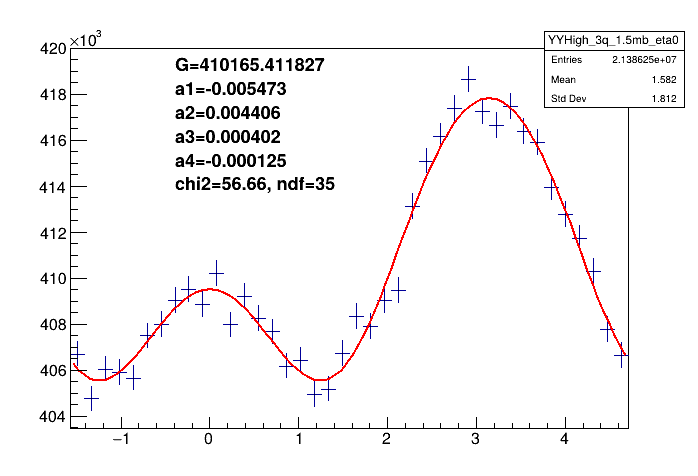 ×10³
420
418
416
414
412
410
408
406
404
G=410165.411827
a1=-0.005473
a2=0.004406
a3=0.000402
a4=-0.000125
chi2=56.66, ndf=35
YYHigh_3q_1.5mb_eta0
Entries 2.138625e+07
Mean 1.582
Std Dev 1.812
−1 0 1 2 3 4